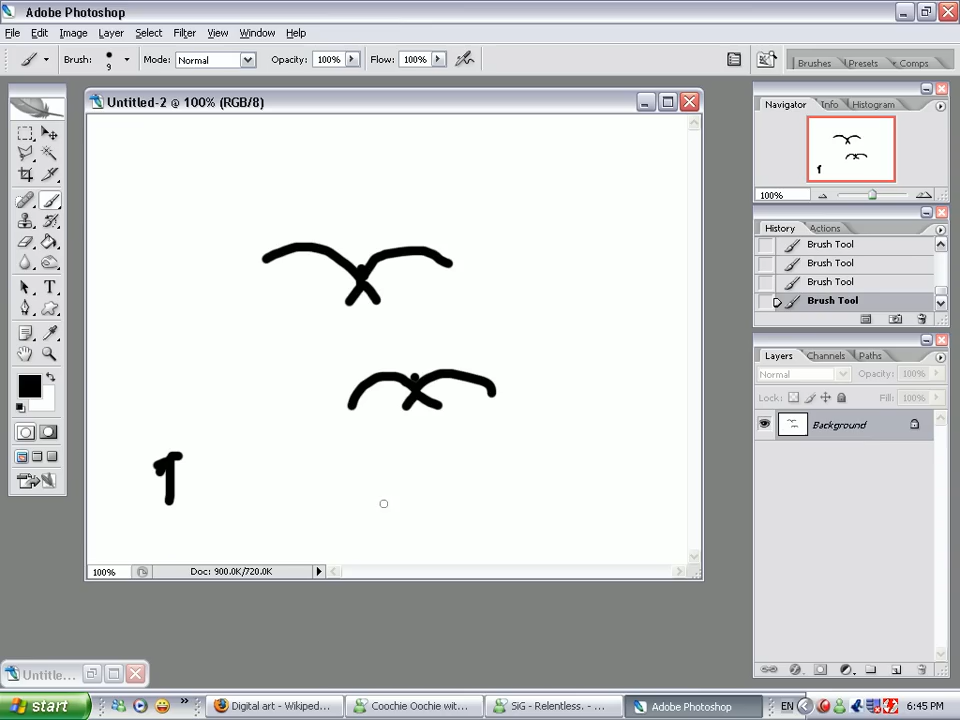 Adobe Photoshop
File Edit Image Layer Select Filter View Window Help
Brush: 9 Mode: Normal Opacity: 100% Flow: 100% Brushes Presets Comps
Untitled-2 @ 100% (RGB/8)
Navigator Info Histogram
100%
History Actions
Brush Tool
Brush Tool
Brush Tool
Brush Tool
Layers Channels Paths
Normal Opacity: 100%
Lock: Fill: 100%
Background
1
100% Doc: 900.0K/720.0K
Untitle...
start Digital art - Wikiped... Coochie Oochie wit... SiG - Relentless. - ... Adobe Photoshop EN 6:45 PM